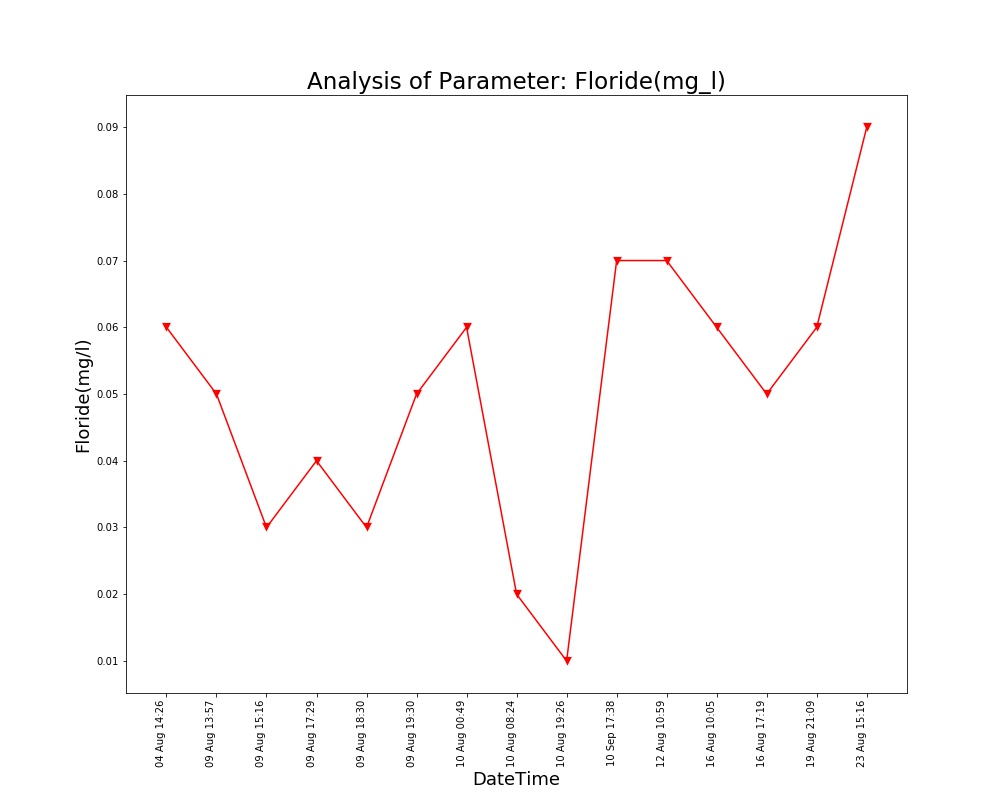 Analysis of Parameter: Floride(mg_l)
Floride(mg/l)
0.09
0.08
0.07
0.06
0.05
0.04
0.03
0.02
0.01
04 Aug 14:26
09 Aug 13:57
09 Aug 15:16
09 Aug 17:29
09 Aug 18:30
09 Aug 19:30
10 Aug 00:49
10 Aug 08:24
10 Aug 19:26
10 Sep 17:38
12 Aug 10:59
16 Aug 10:05
16 Aug 17:19
19 Aug 21:09
23 Aug 15:16
DateTime